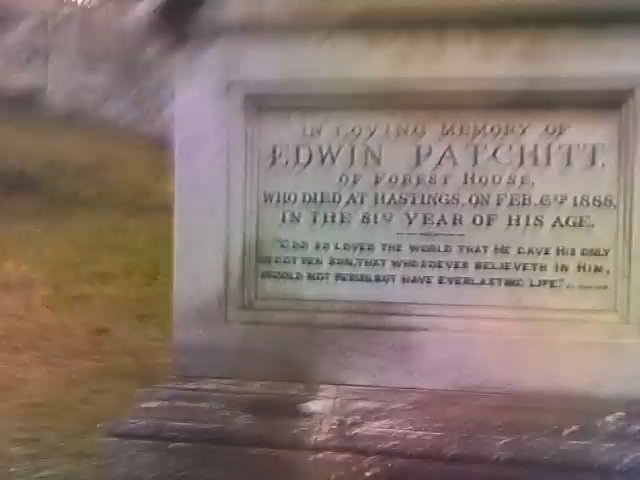 IN LOVING MEMORY OF
EDWIN PATCHITT,
OF FOREST HOUSE,
WHO DIED AT HASTINGS, ON FEB. 6TH 1888,
IN THE 81ST YEAR OF HIS AGE.
"GOD SO LOVED THE WORLD THAT HE GAVE HIS ONLY
BEGOTTEN SON, THAT WHOSOEVER BELIEVETH IN HIM,
SHOULD NOT PERISH, BUT HAVE EVERLASTING LIFE."